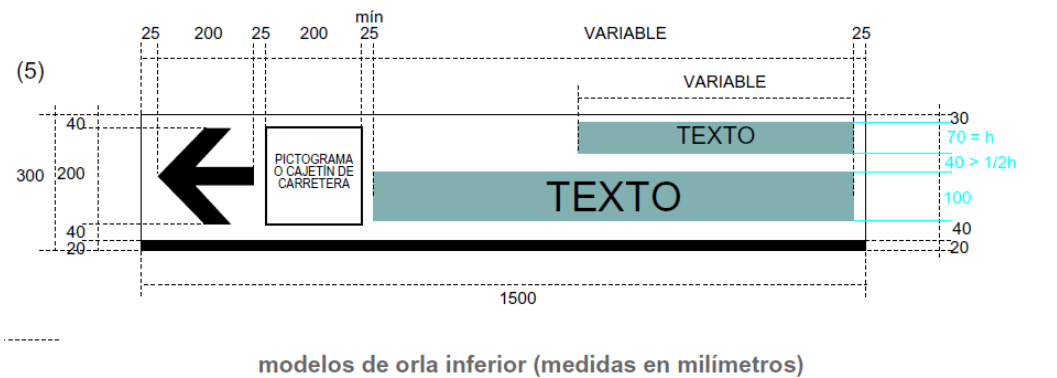 mín
25 200 25 200 25 VARIABLE 25
(5)
VARIABLE
40 30
TEXTO 70 = h
PICTOGRAMA
O CAJETÍN DE
CARRETERA
40 > 1/2h
300 200
TEXTO 100
40 40
20 20
1500
modelos de orla inferior (medidas en milímetros)